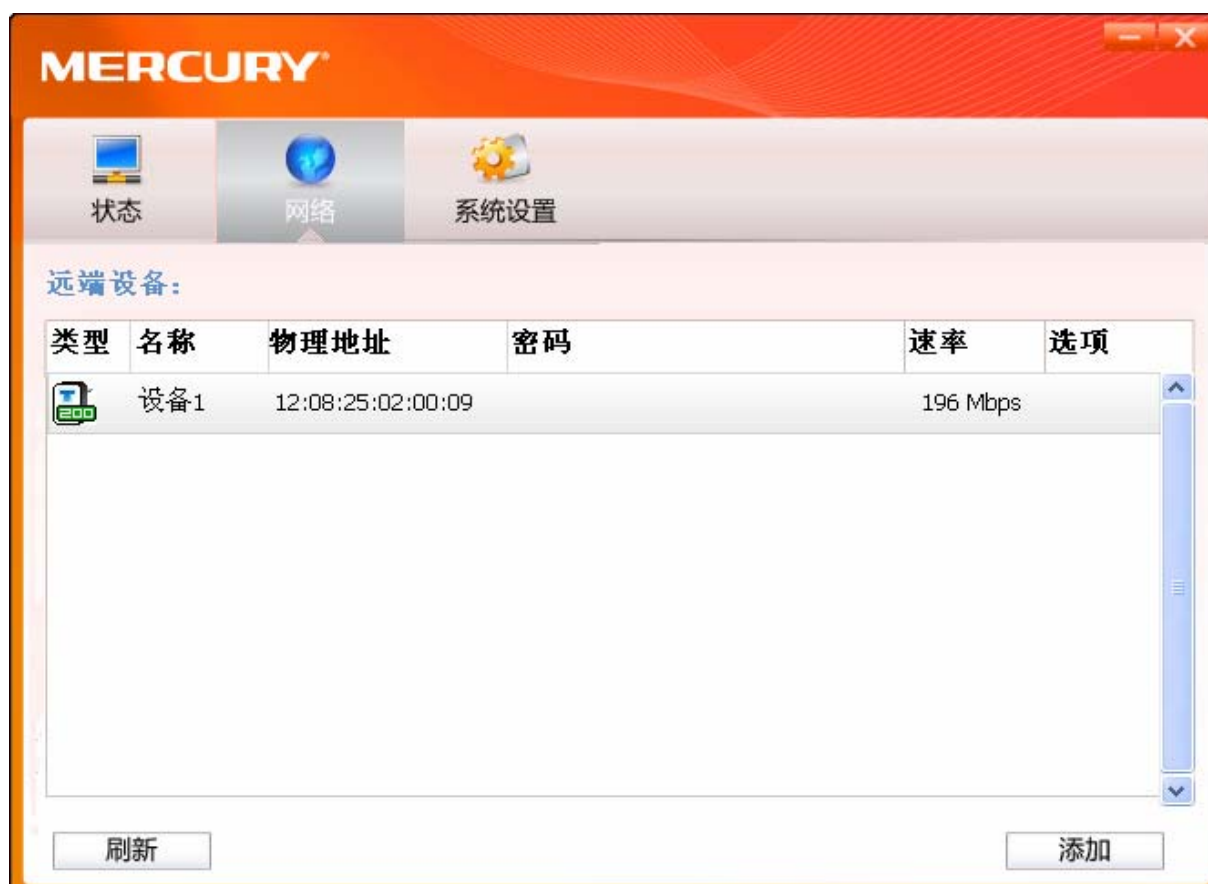 MERCURY®
状态 网络 系统设置
远端设备:
类型 名称 物理地址 密码 速率 选项
T 200 设备1 12:08:25:02:00:09 196 Mbps
刷新 添加